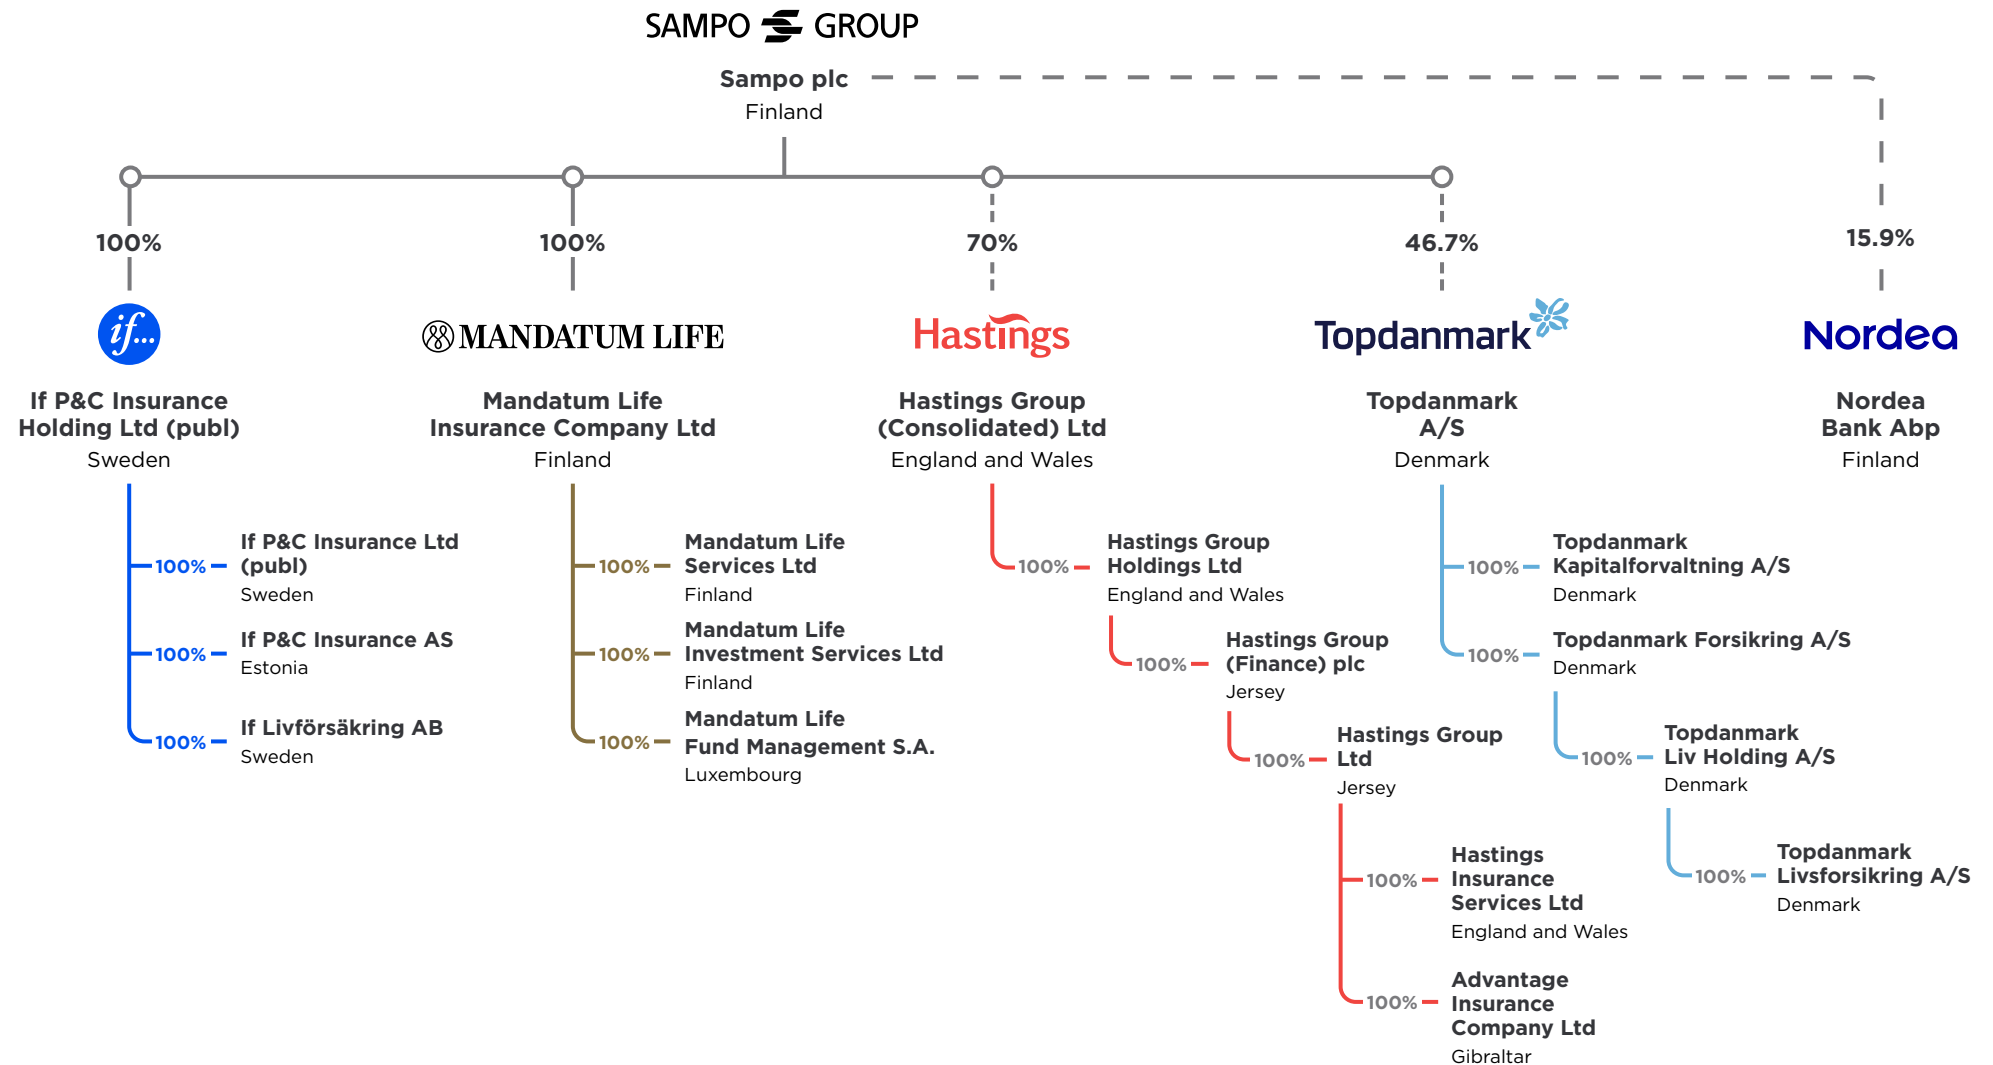 SAMPO GROUP
Sampo plc
Finland
100%
100%
70%
46.7%
15.9%
if...
MANDATUM LIFE
Hastings
Topdanmark
Nordea
If P&C Insurance
Holding Ltd (publ)
Sweden
100%
If P&C Insurance Ltd
(publ)
Sweden
100%
If P&C Insurance AS
Estonia
100%
If Livförsäkring AB
Sweden
Mandatum Life
Insurance Company Ltd
Finland
100%
Mandatum Life
Services Ltd
Finland
100%
Mandatum Life
Investment Services Ltd
Finland
100%
Mandatum Life
Fund Management S.A.
Luxembourg
Hastings Group
(Consolidated) Ltd
England and Wales
100%
Hastings Group
Holdings Ltd
England and Wales
100%
Hastings Group
(Finance) plc
Jersey
100%
Hastings Group
Ltd
Jersey
100%
Hastings
Insurance
Services Ltd
England and Wales
100%
Advantage
Insurance
Company Ltd
Gibraltar
Topdanmark
A/S
Denmark
100%
Topdanmark
Kapitalforvaltning A/S
Denmark
100%
Topdanmark Forsikring A/S
Denmark
100%
Topdanmark
Liv Holding A/S
Denmark
100%
Topdanmark
Livsforsikring A/S
Denmark
Nordea
Bank Abp
Finland